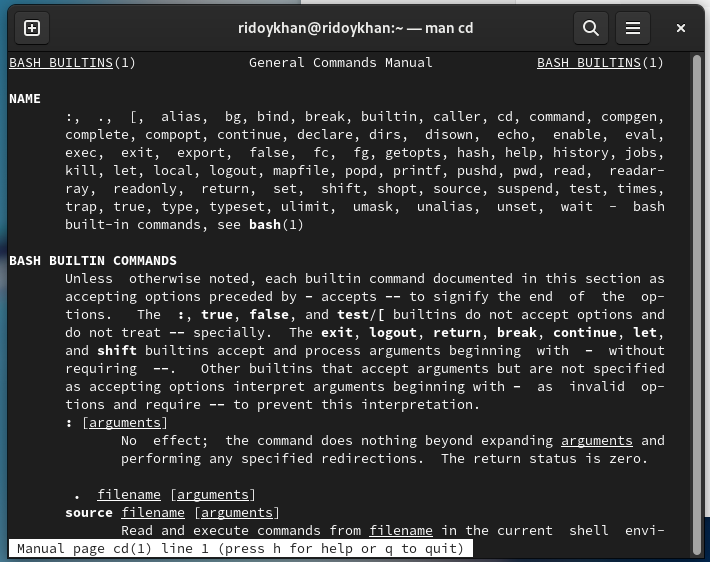 ridoykhan@ridoykhan:~ — man cd
BASH BUILTINS(1) General Commands Manual BASH BUILTINS(1)
NAME
:, ., [, alias, bg, bind, break, builtin, caller, cd, command, compgen,
complete, compopt, continue, declare, dirs, disown, echo, enable, eval,
exec, exit, export, false, fc, fg, getopts, hash, help, history, jobs,
kill, let, local, logout, mapfile, popd, printf, pushd, pwd, read, readar-
ray, readonly, return, set, shift, shopt, source, suspend, test, times,
trap, true, type, typeset, ulimit, umask, unalias, unset, wait - bash
built-in commands, see bash(1)
BASH BUILTIN COMMANDS
Unless otherwise noted, each builtin command documented in this section as
accepting options preceded by - accepts -- to signify the end of the op-
tions. The :, true, false, and test/[ builtins do not accept options and
do not treat -- specially. The exit, logout, return, break, continue, let,
and shift builtins accept and process arguments beginning with - without
requiring --. Other builtins that accept arguments but are not specified
as accepting options interpret arguments beginning with - as invalid op-
tions and require -- to prevent this interpretation.
: [arguments]
No effect; the command does nothing beyond expanding arguments and
performing any specified redirections. The return status is zero.
. filename [arguments]
source filename [arguments]
Read and execute commands from filename in the current shell envi-
Manual page cd(1) line 1 (press h for help or q to quit)